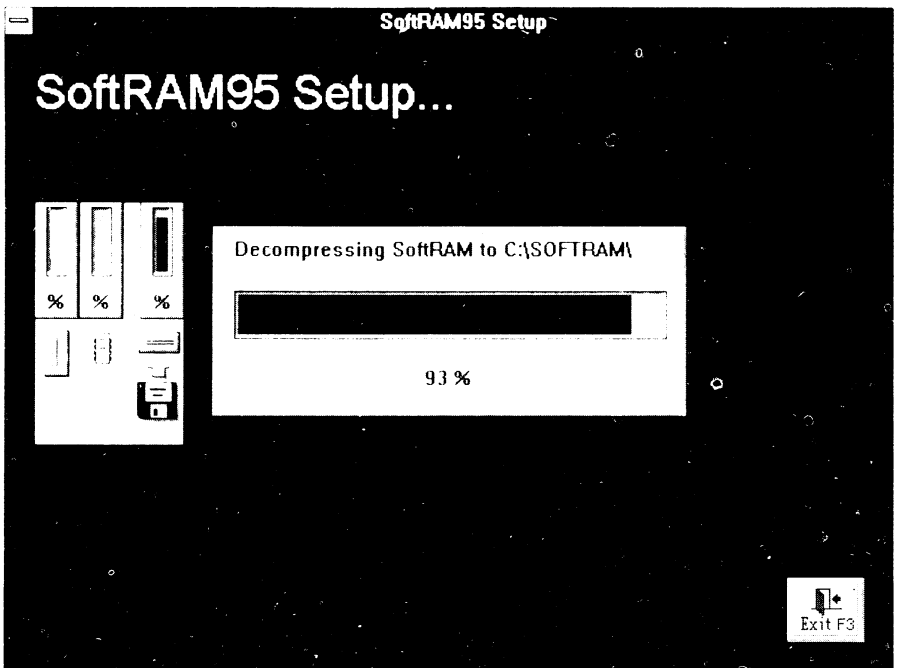 SoftRAM95 Setup
SoftRAM95 Setup...
Decompressing SoftRAM to C:\SOFTRAM\
% % %
93 %
Exit F3